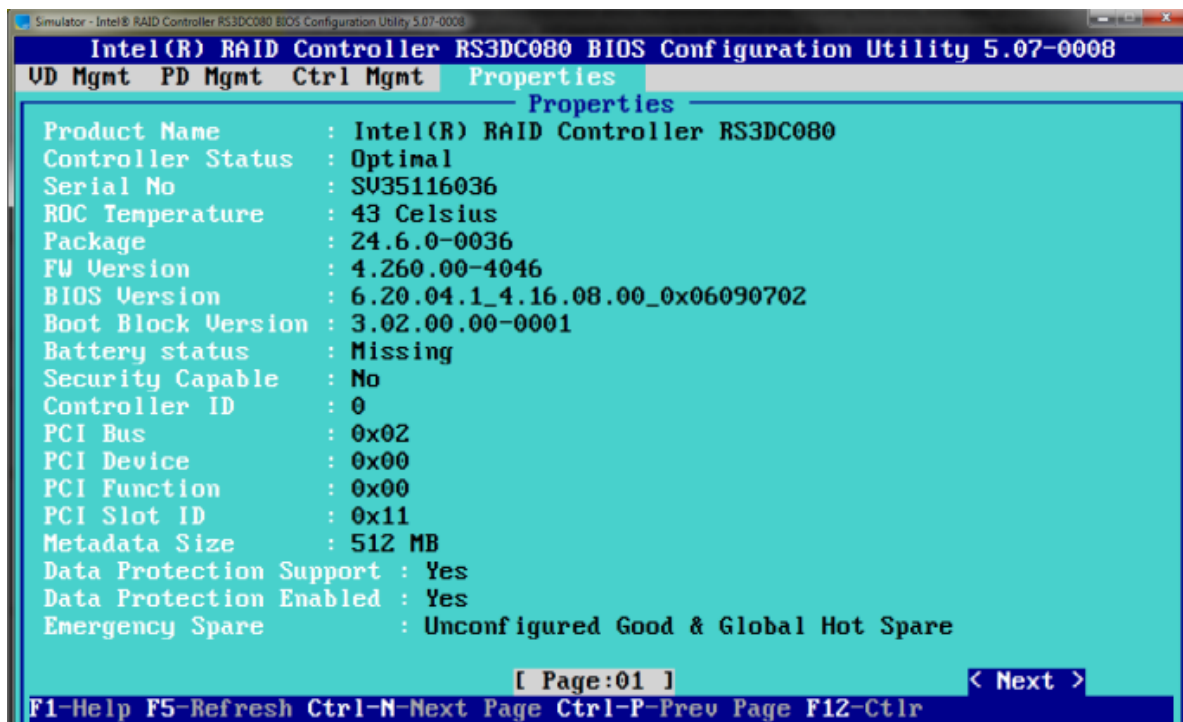 Simulator - Intel® RAID Controller RS3DC080 BIOS Configuration Utility 5.07-0008
Intel(R) RAID Controller RS3DC080 BIOS Configuration Utility 5.07-0008
VD Mgmt PD Mgmt Ctrl Mgmt Properties
Properties
Product Name : Intel(R) RAID Controller RS3DC080
Controller Status : Optimal
Serial No : SV35116036
ROC Temperature : 43 Celsius
Package : 24.6.0-0036
FW Version : 4.260.00-4046
BIOS Version : 6.20.04.1_4.16.08.00_0x06090702
Boot Block Version : 3.02.00.00-0001
Battery status : Missing
Security Capable : No
Controller ID : 0
PCI Bus : 0x02
PCI Device : 0x00
PCI Function : 0x00
PCI Slot ID : 0x11
Metadata Size : 512 MB
Data Protection Support : Yes
Data Protection Enabled : Yes
Emergency Spare : Unconfigured Good & Global Hot Spare
[ Page:01 ] < Next >
F1-Help F5-Refresh Ctrl-N-Next Page Ctrl-P-Prev Page F12-Ctlr